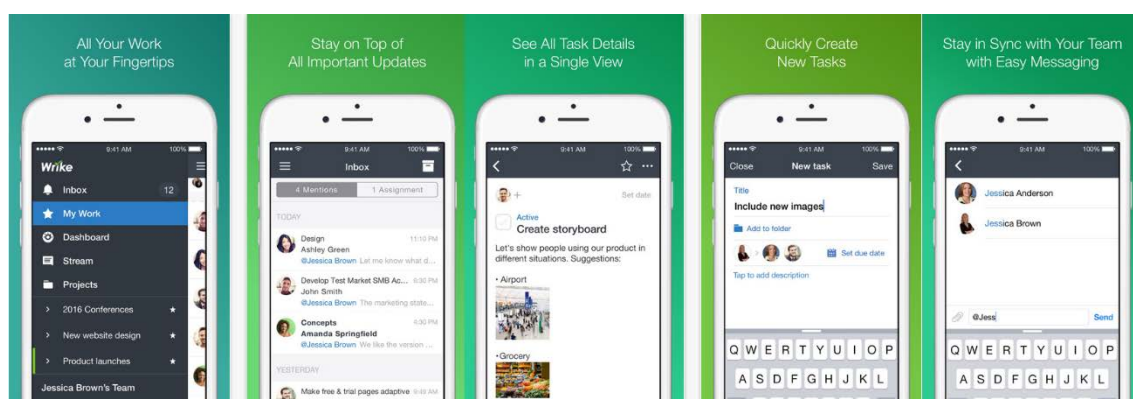 All Your Work
at Your Fingertips
9:41 AM 100%
Wrike
Inbox 12
My Work
Dashboard
Stream
Projects
2016 Conferences
New website design
Product launches
Jessica Brown's Team
Stay on Top of
All Important Updates
9:41 AM 100%
Inbox
4 Mentions 1 Assignment
TODAY
Design 11:10 PM
Ashley Green
@Jessica Brown Let me know what d...
Develop Test Market SMB Ac... 6:30 PM
John Smith
@Jessica Brown The marketing state...
Concepts 4:30 PM
Amanda Springfield
@Jessica Brown We like the version ...
YESTERDAY
Make free & trial pages adaptive
See All Task Details
in a Single View
9:41 AM 100%
Set date
Active
Create storyboard
Let's show people using our product in
different situations. Suggestions:
• Airport
•Grocery
Quickly Create
New Tasks
9:41 AM 100%
Close New task Save
Title
Include new images
Add to folder
Set due date
Tap to add description
Q W E R T Y U I O P
A S D F G H J K L
Stay in Sync with Your Team
with Easy Messaging
9:41 AM 100%
Jessica Anderson
Jessica Brown
@Jess Send
Q W E R T Y U I O P
A S D F G H J K L